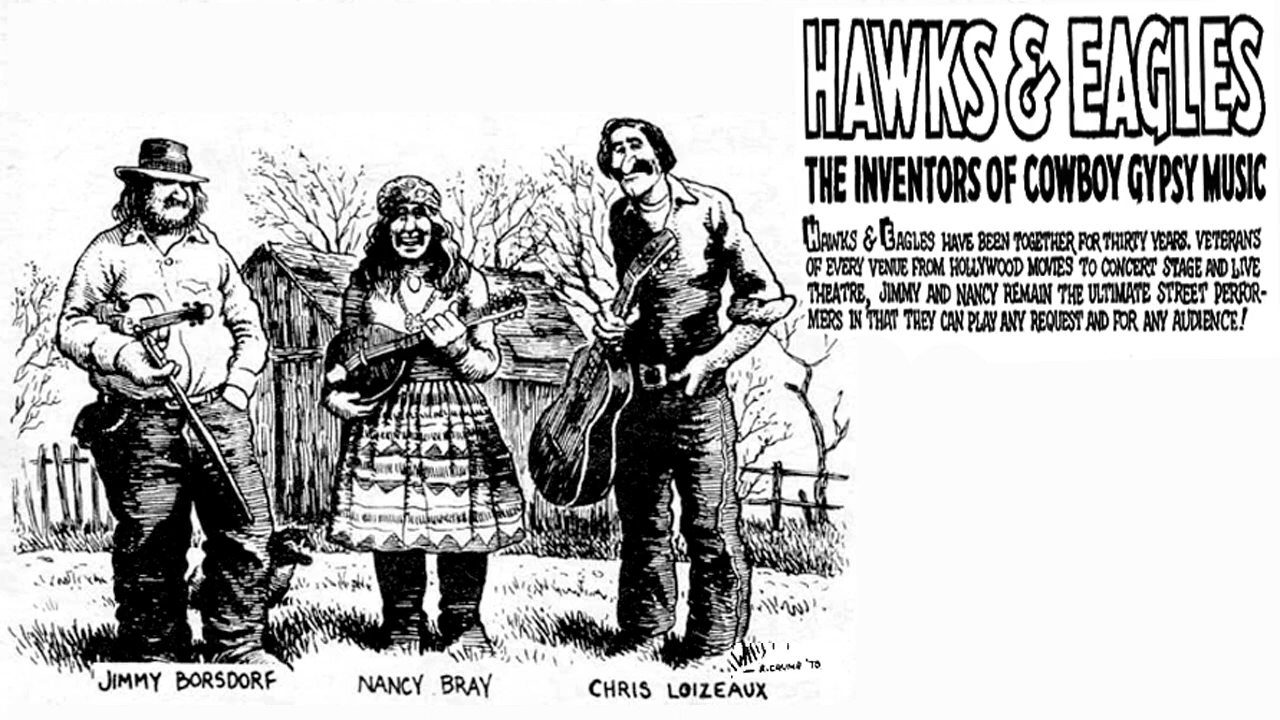 HAWKS & EAGLES
THE INVENTORS OF COWBOY GYPSY MUSIC
HAWKS & EAGLES HAVE BEEN TOGETHER FOR THIRTY YEARS. VETERANS
OF EVERY VENUE FROM HOLLYWOOD MOVIES TO CONCERT STAGE AND LIVE
THEATRE, JIMMY AND NANCY REMAIN THE ULTIMATE STREET PERFOR-
MERS IN THAT THEY CAN PLAY ANY REQUEST AND FOR ANY AUDIENCE!
R. CRUMB '78
JIMMY BORSDORF
NANCY BRAY
CHRIS LOIZEAUX